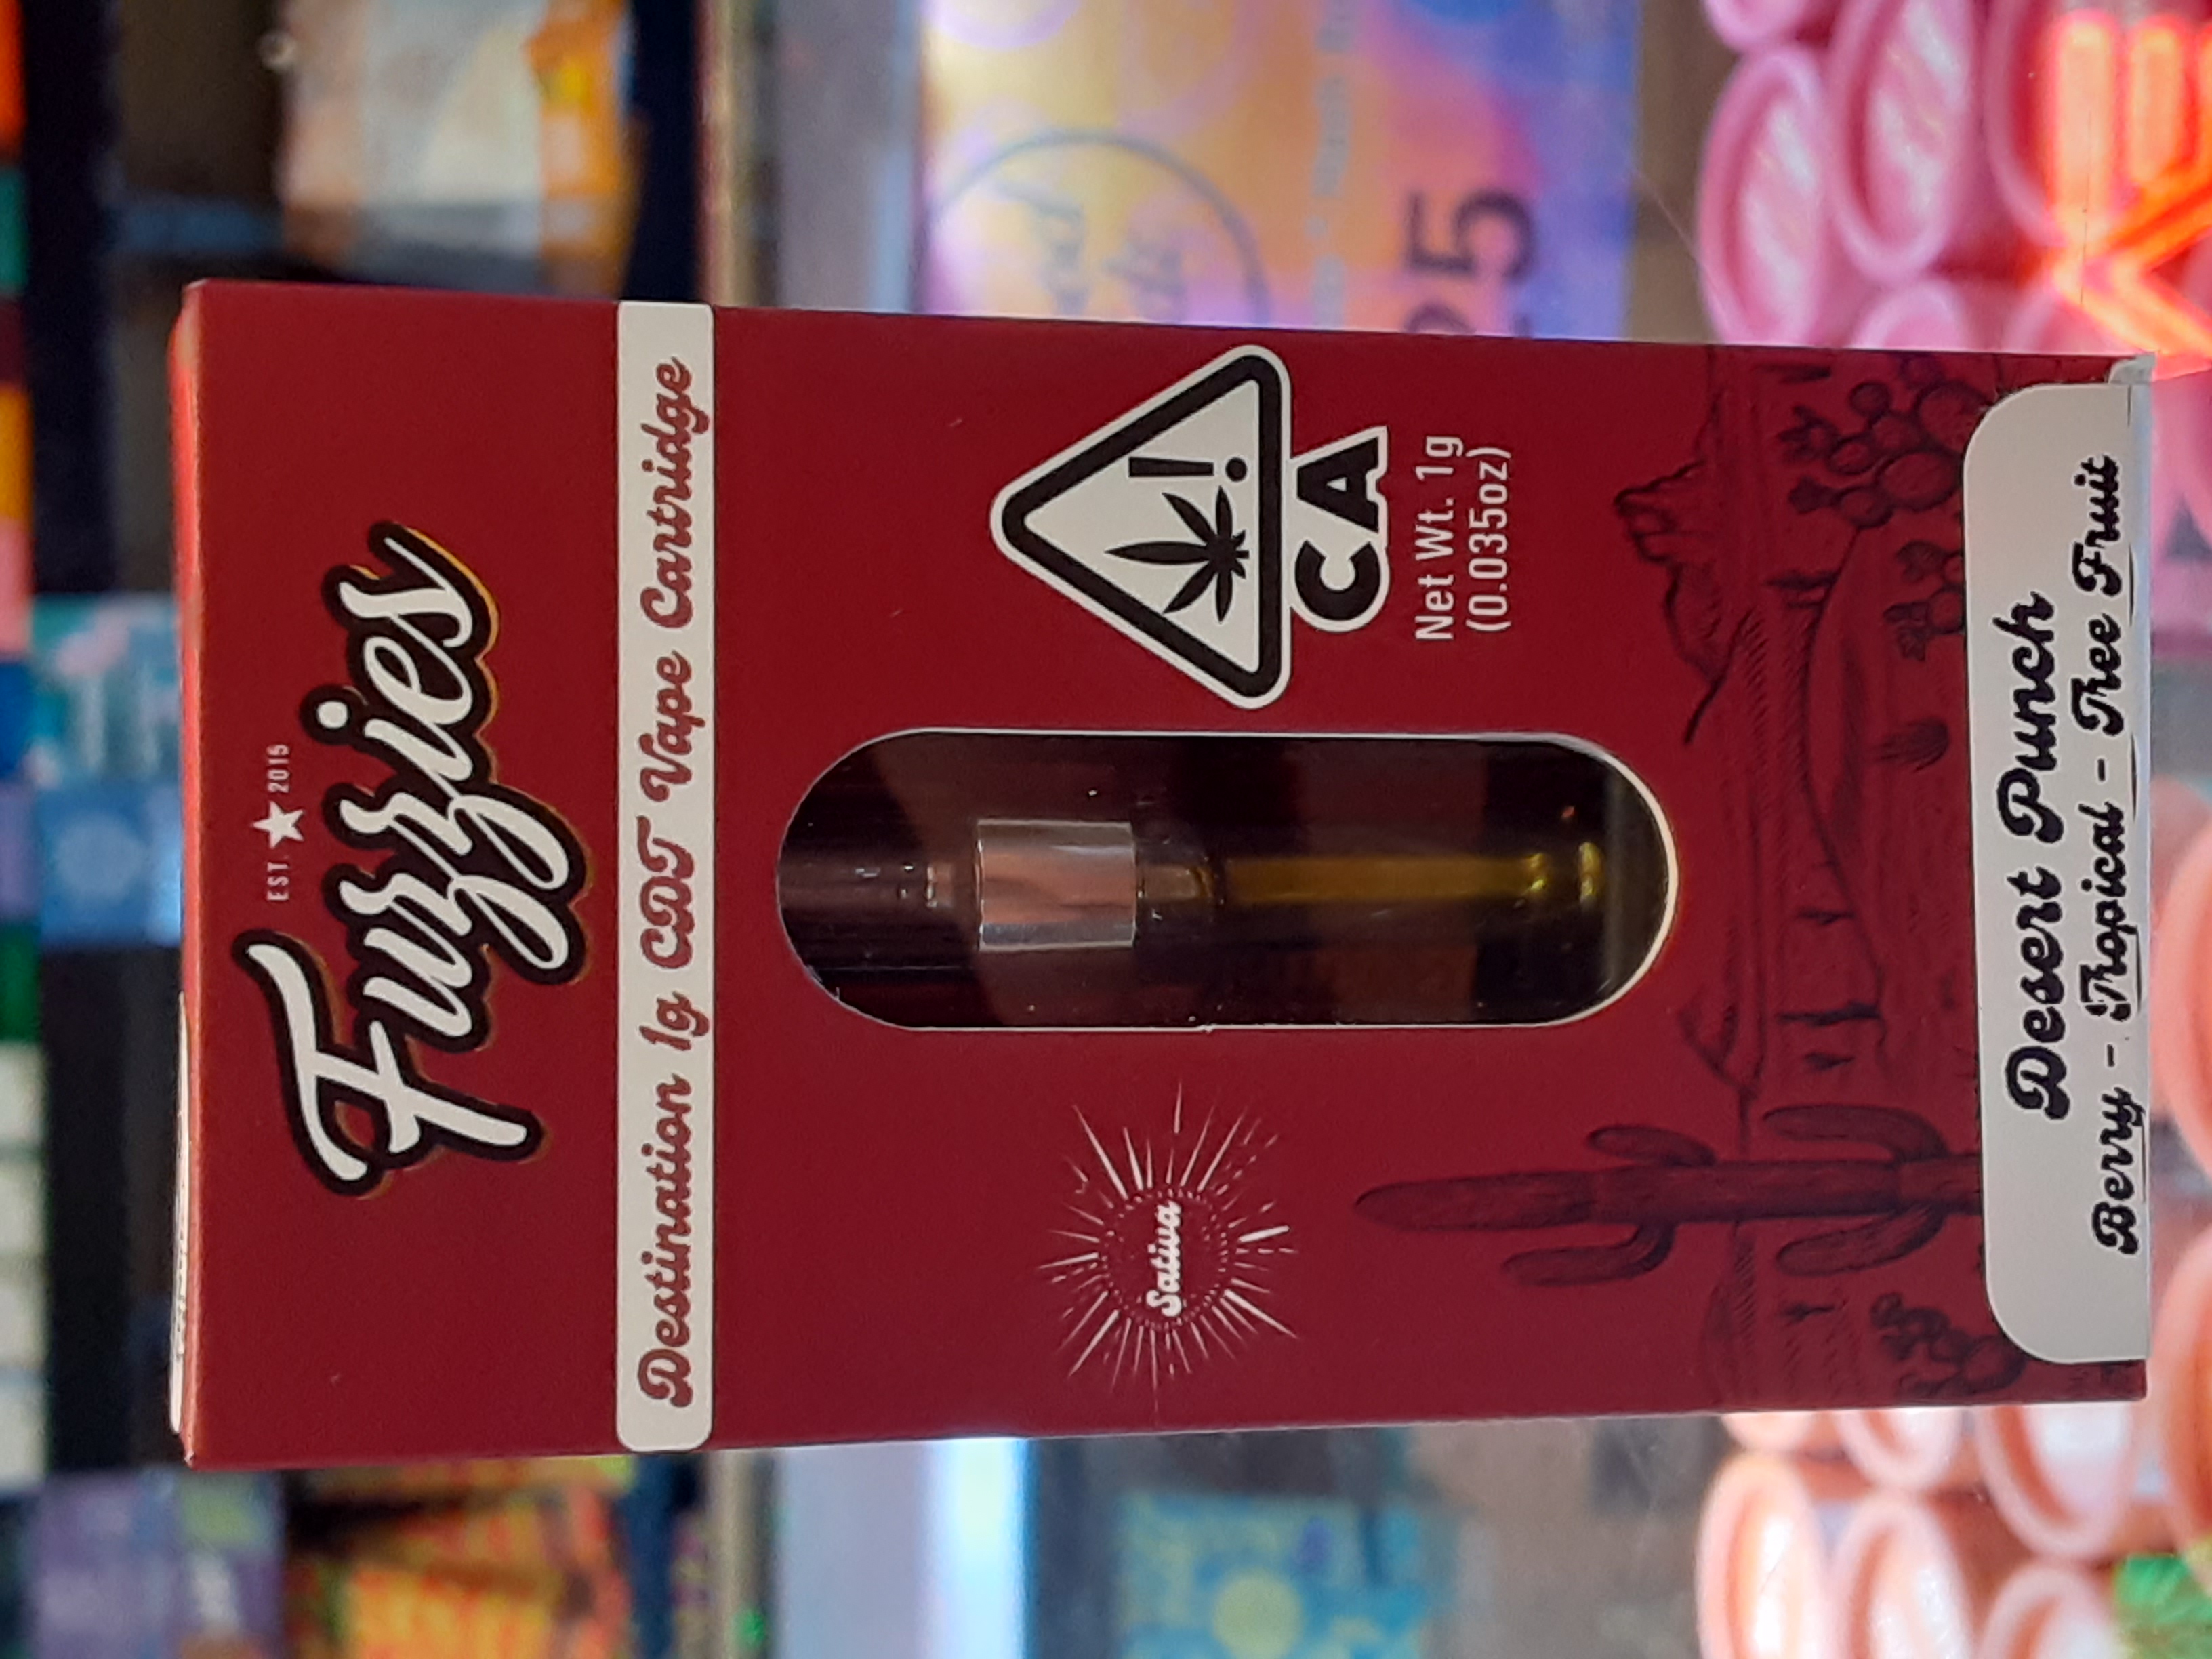 EST. 2015
Fuzzies
Destination 1g CDT Vape Cartridge
!
CA
Net Wt. 1g
(0.035oz)
Sativa
Desert Punch
Berry - Tropical - Tree Fruit
25